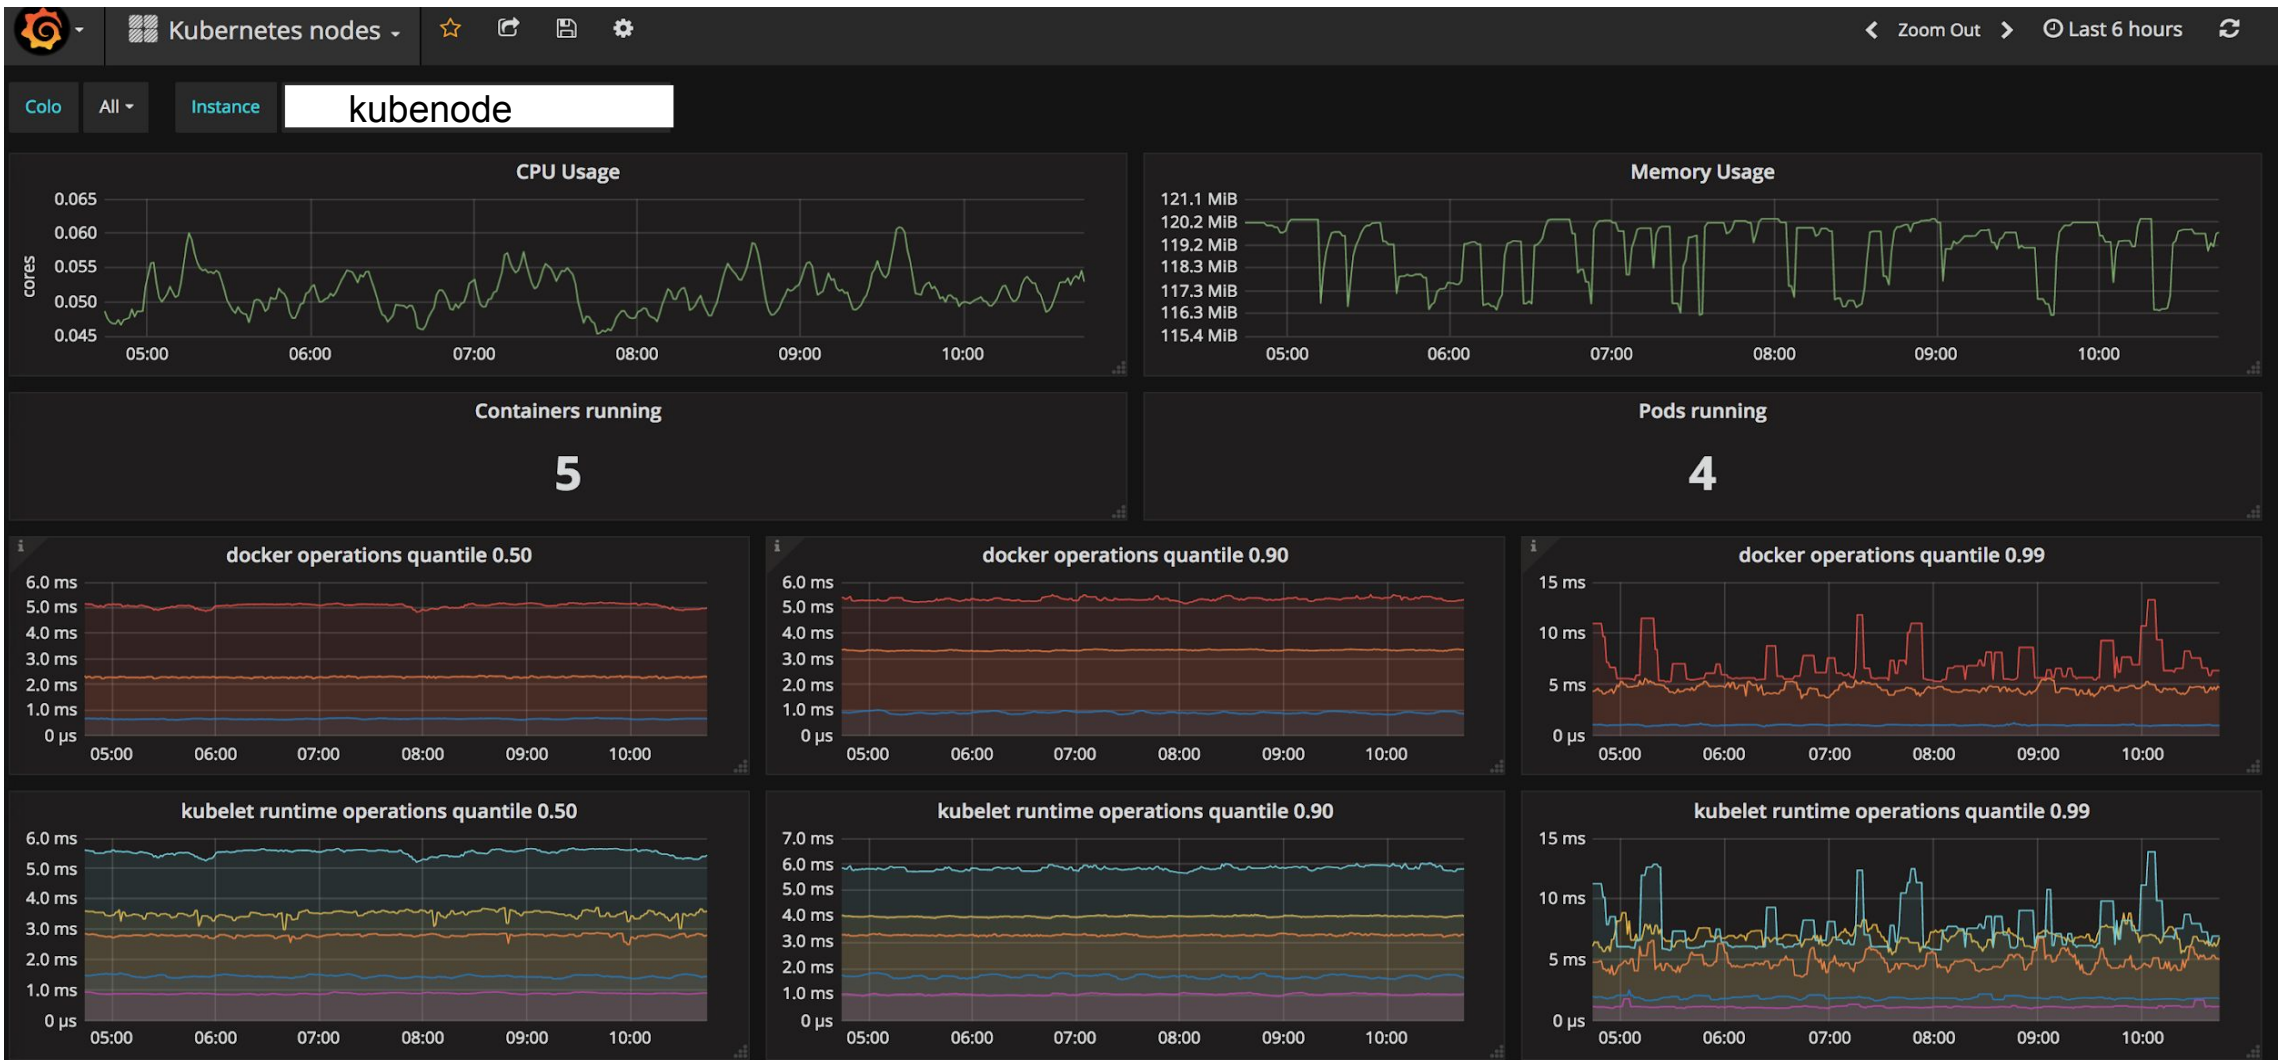 Kubernetes nodes
Zoom Out
Last 6 hours
Colo
All
Instance
kubenode
CPU Usage
cores
0.065
0.060
0.055
0.050
0.045
05:00 06:00 07:00 08:00 09:00 10:00
Memory Usage
121.1 MiB
120.2 MiB
119.2 MiB
118.3 MiB
117.3 MiB
116.3 MiB
115.4 MiB
05:00 06:00 07:00 08:00 09:00 10:00
Containers running
5
Pods running
4
docker operations quantile 0.50
6.0 ms
5.0 ms
4.0 ms
3.0 ms
2.0 ms
1.0 ms
0 µs
05:00 06:00 07:00 08:00 09:00 10:00
docker operations quantile 0.90
6.0 ms
5.0 ms
4.0 ms
3.0 ms
2.0 ms
1.0 ms
0 µs
05:00 06:00 07:00 08:00 09:00 10:00
docker operations quantile 0.99
15 ms
10 ms
5 ms
0 µs
05:00 06:00 07:00 08:00 09:00 10:00
kubelet runtime operations quantile 0.50
6.0 ms
5.0 ms
4.0 ms
3.0 ms
2.0 ms
1.0 ms
0 µs
05:00 06:00 07:00 08:00 09:00 10:00
kubelet runtime operations quantile 0.90
7.0 ms
6.0 ms
5.0 ms
4.0 ms
3.0 ms
2.0 ms
1.0 ms
0 µs
05:00 06:00 07:00 08:00 09:00 10:00
kubelet runtime operations quantile 0.99
15 ms
10 ms
5 ms
0 µs
05:00 06:00 07:00 08:00 09:00 10:00